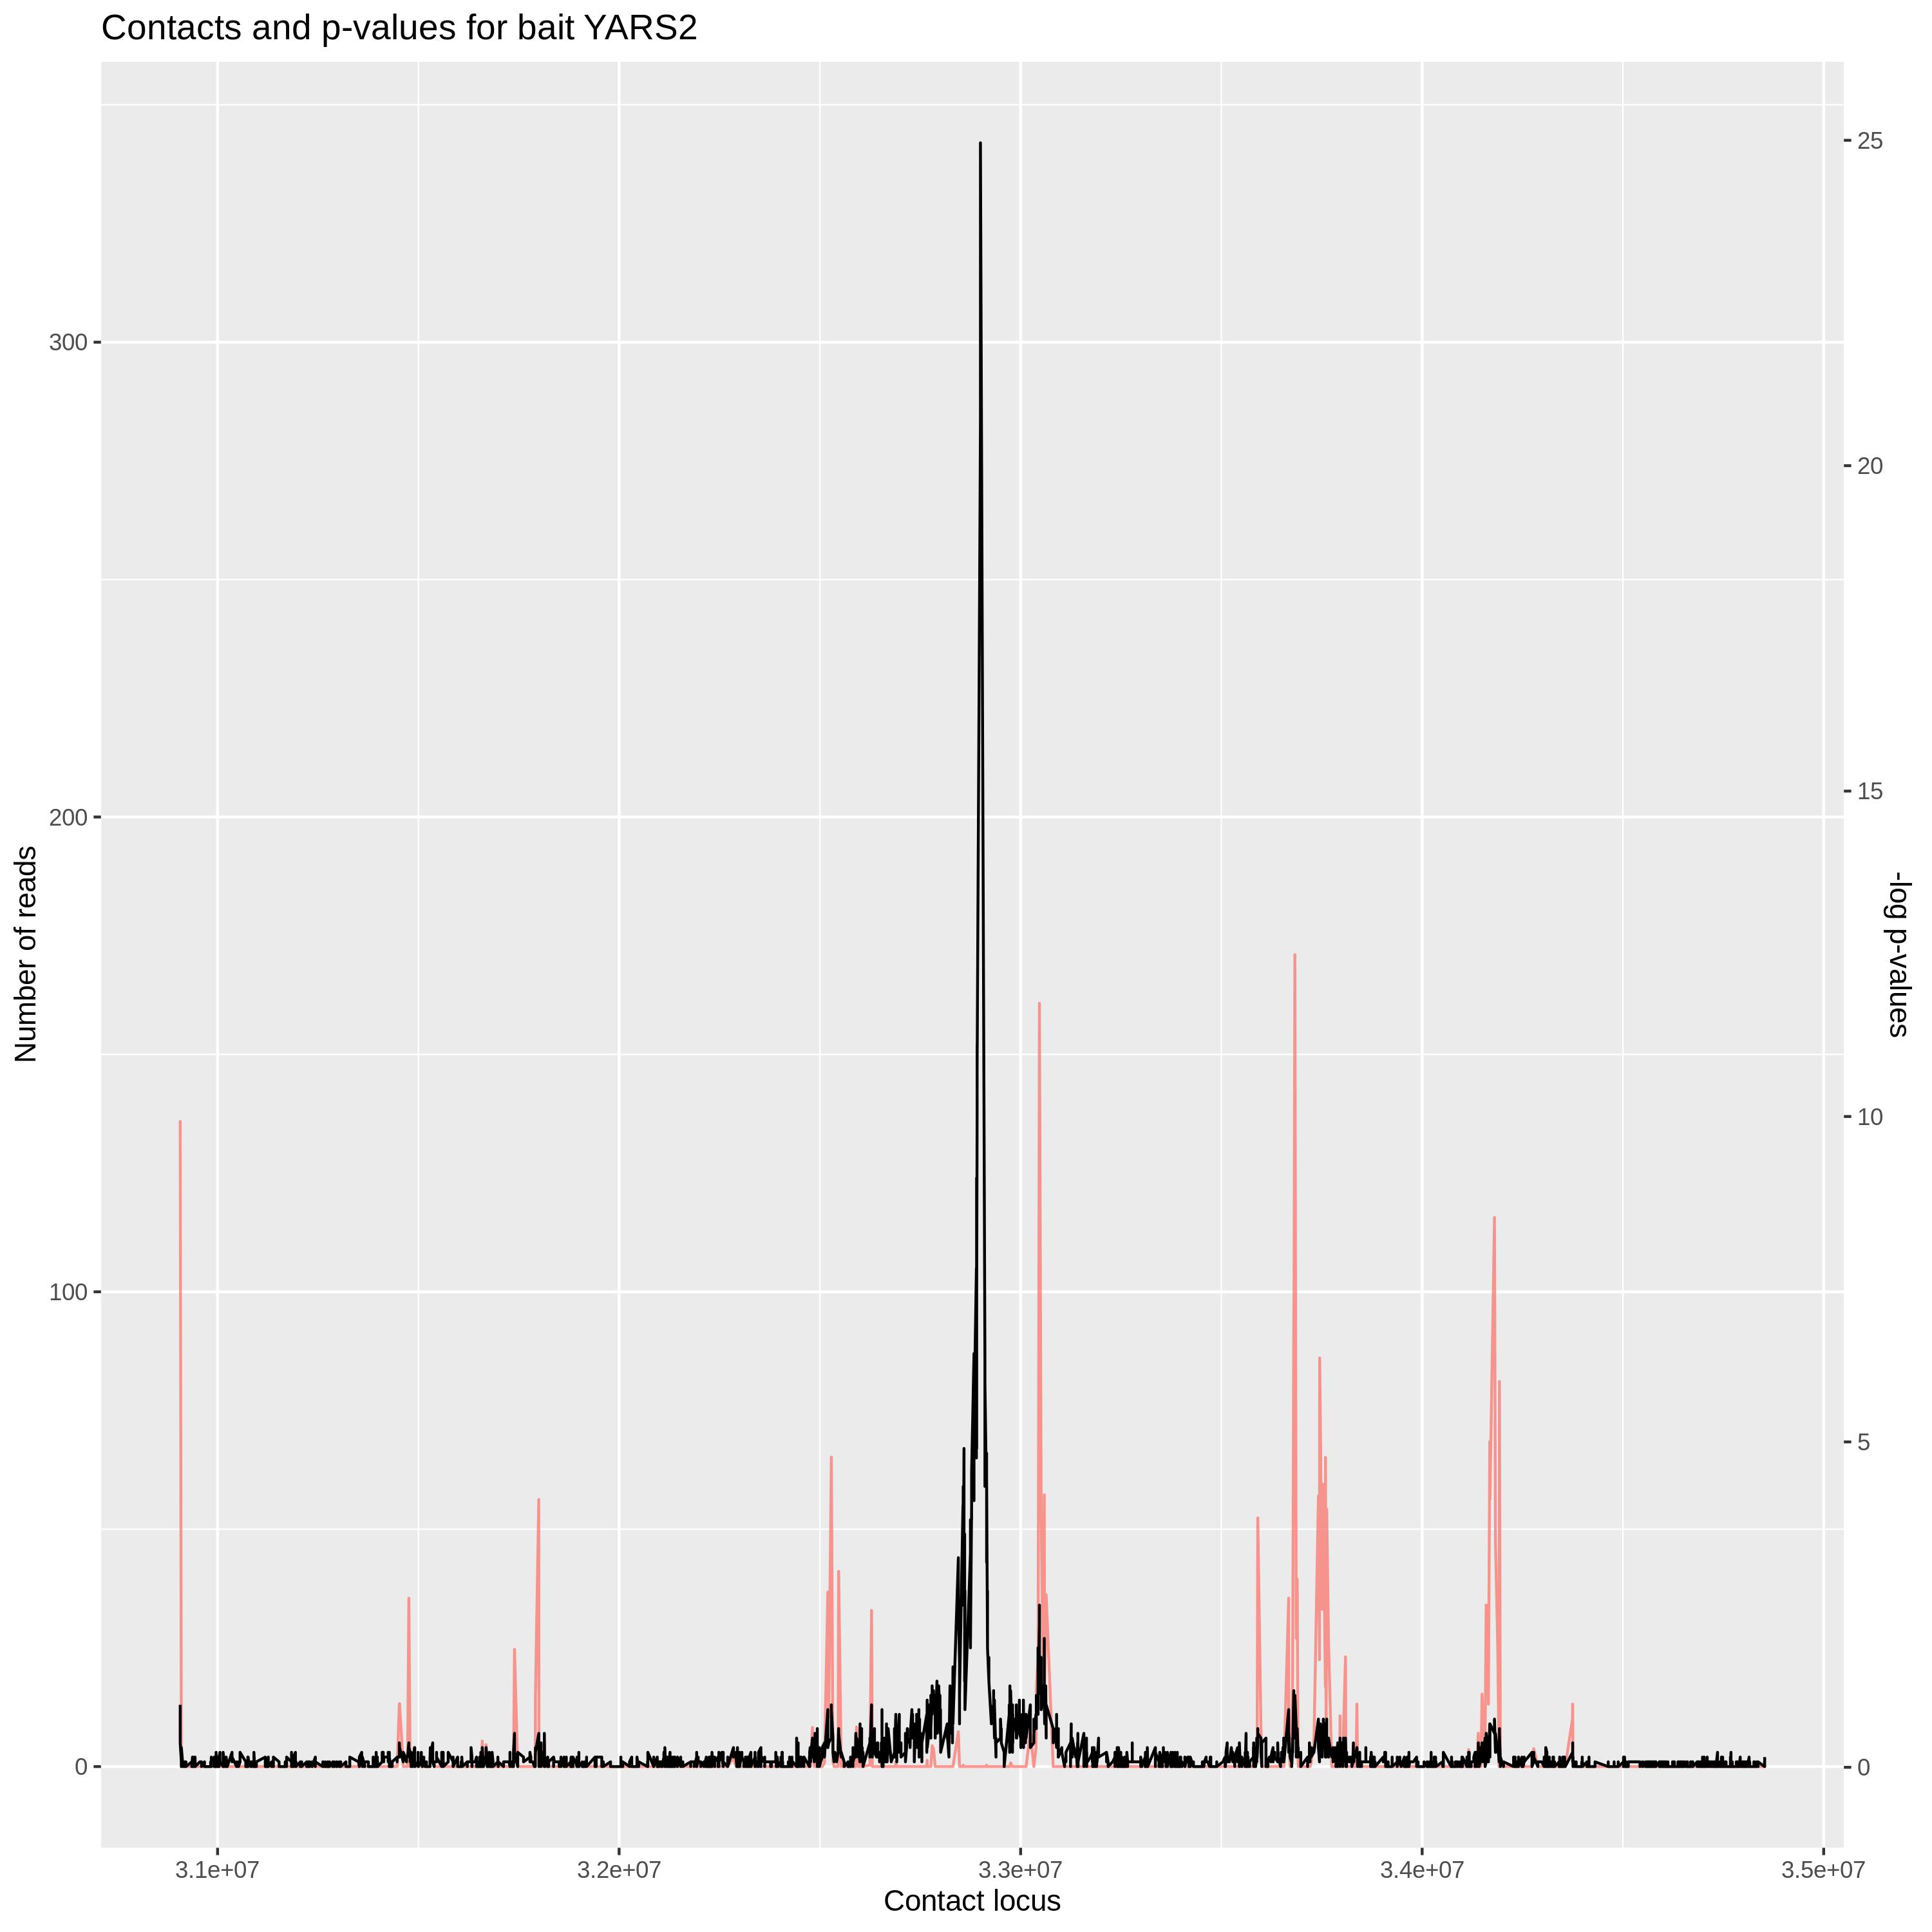 Contacts and p-values for bait YARS2
Number of reads
300
200
100
0
25
20
15
10
5
0
-log p-values
3.1e+07
3.2e+07
3.3e+07
3.4e+07
3.5e+07
Contact locus